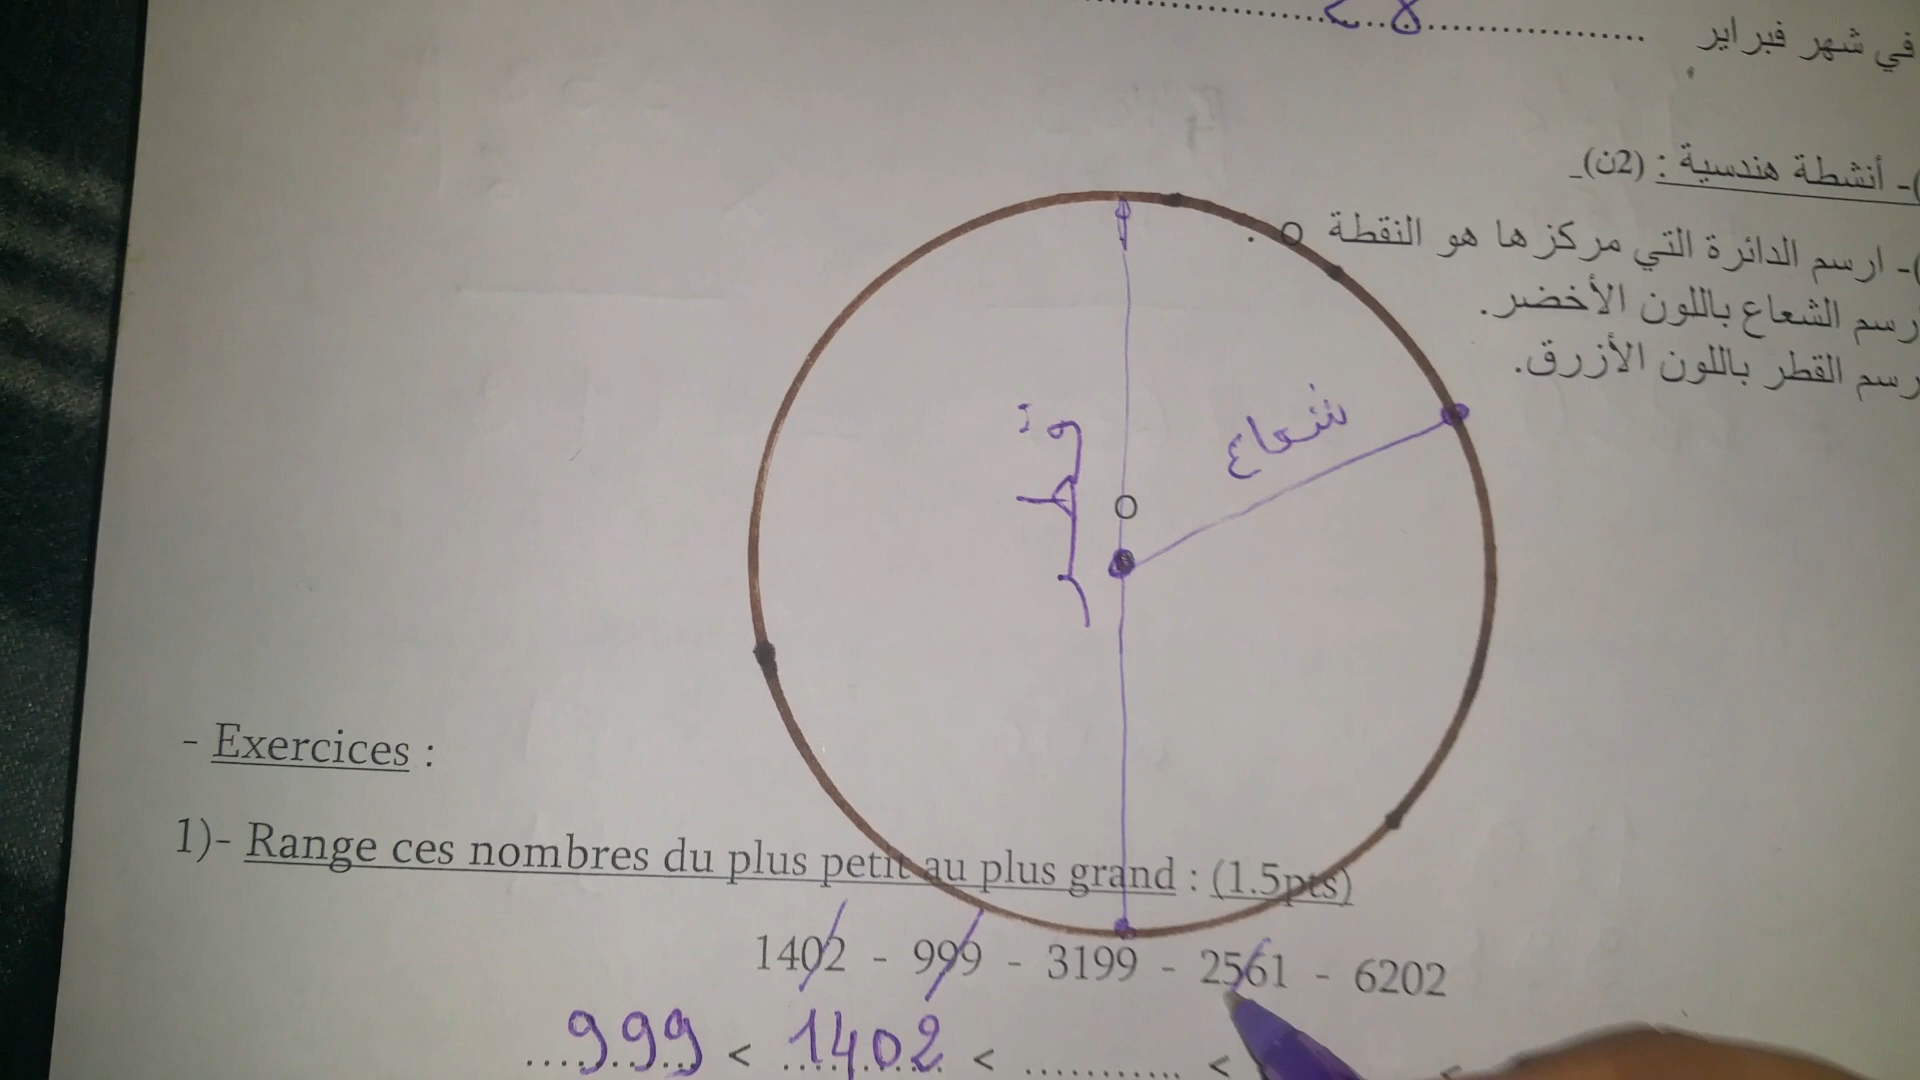 في شهر فبراير ........................ 28 ........................
)- أنشطة هندسية : (2ن)
)- ارسم الدائرة التي مركزها هو النقطة O .
رسم الشعاع باللون الأخضر.
رسم القطر باللون الأزرق.
شعاع
قطر
O
- Exercices :
1)- Range ces nombres du plus petit au plus grand : (1.5pts)
1402 - 999 - 3199 - 2561 - 6202
999 < 1402 < ........... < <